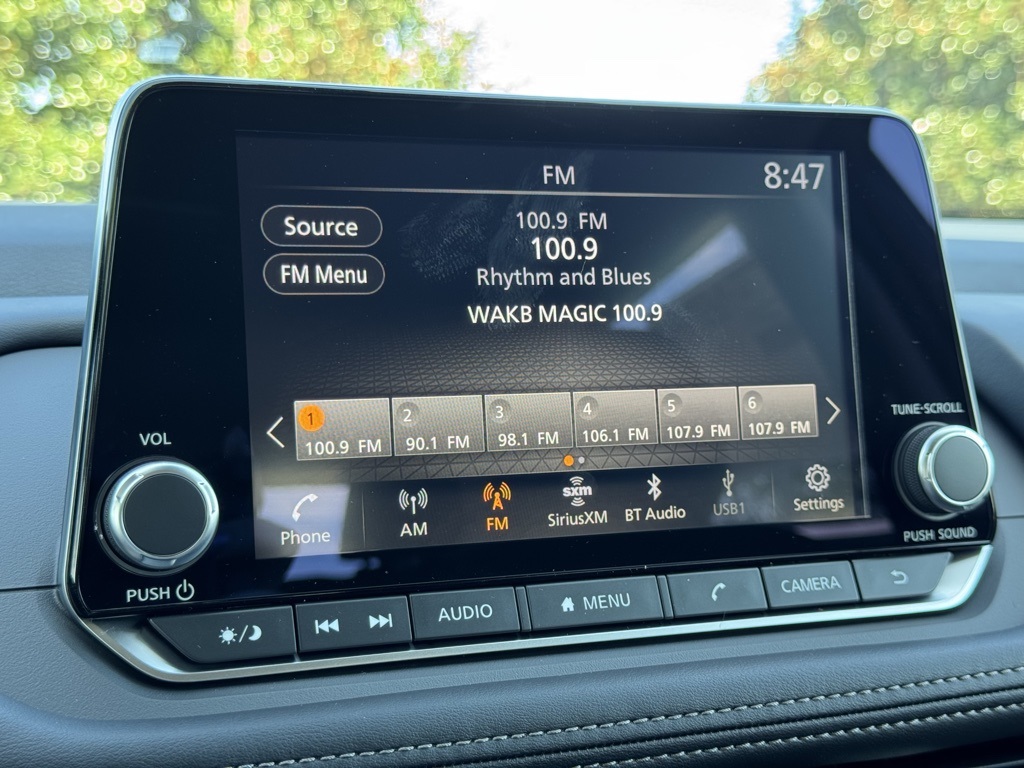 FM
8:47
Source
FM Menu
100.9 FM
100.9
Rhythm and Blues
WAKB MAGIC 100.9
1
100.9 FM
2
90.1 FM
3
98.1 FM
4
106.1 FM
5
107.9 FM
6
107.9 FM
Phone
AM
FM
sxm
SiriusXM
BT Audio
USB1
Settings
VOL
PUSH
TUNE·SCROLL
PUSH SOUND
AUDIO
MENU
CAMERA